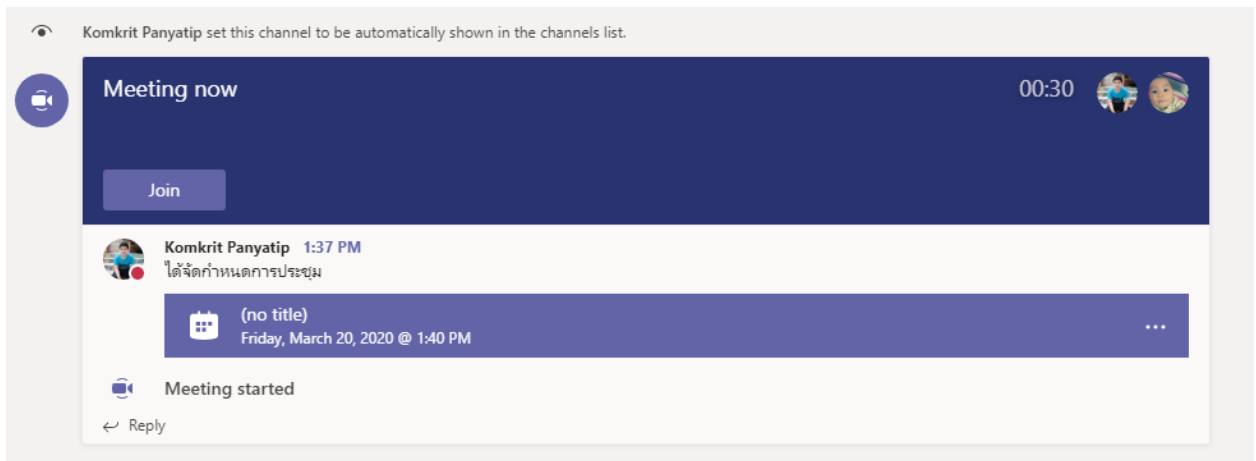 Komkrit Panyatip set this channel to be automatically shown in the channels list.
Meeting now
00:30
Join
Komkrit Panyatip 1:37 PM
ได้จัดกำหนดการประชุม
(no title)
Friday, March 20, 2020 @ 1:40 PM
Meeting started
Reply